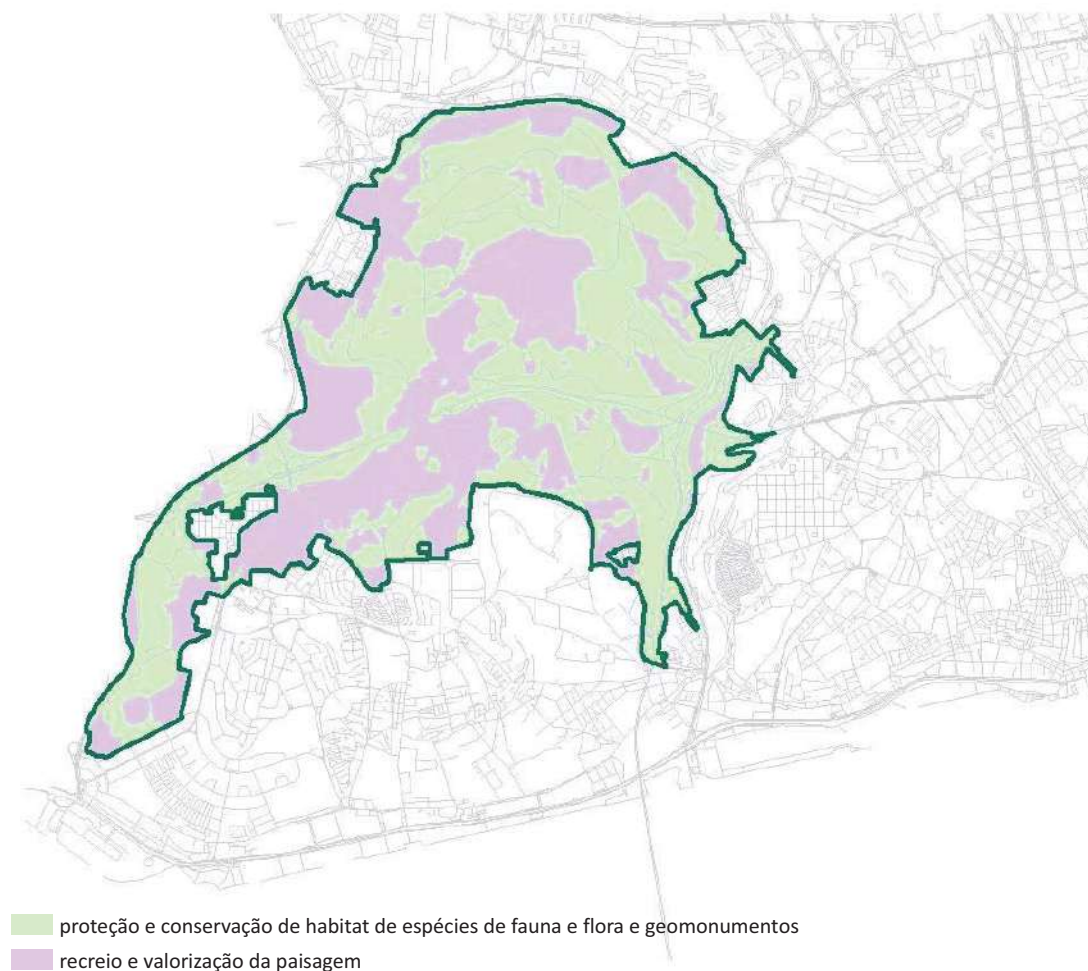 proteção e conservação de habitat de espécies de fauna e flora e geomonumentos
recreio e valorização da paisagem